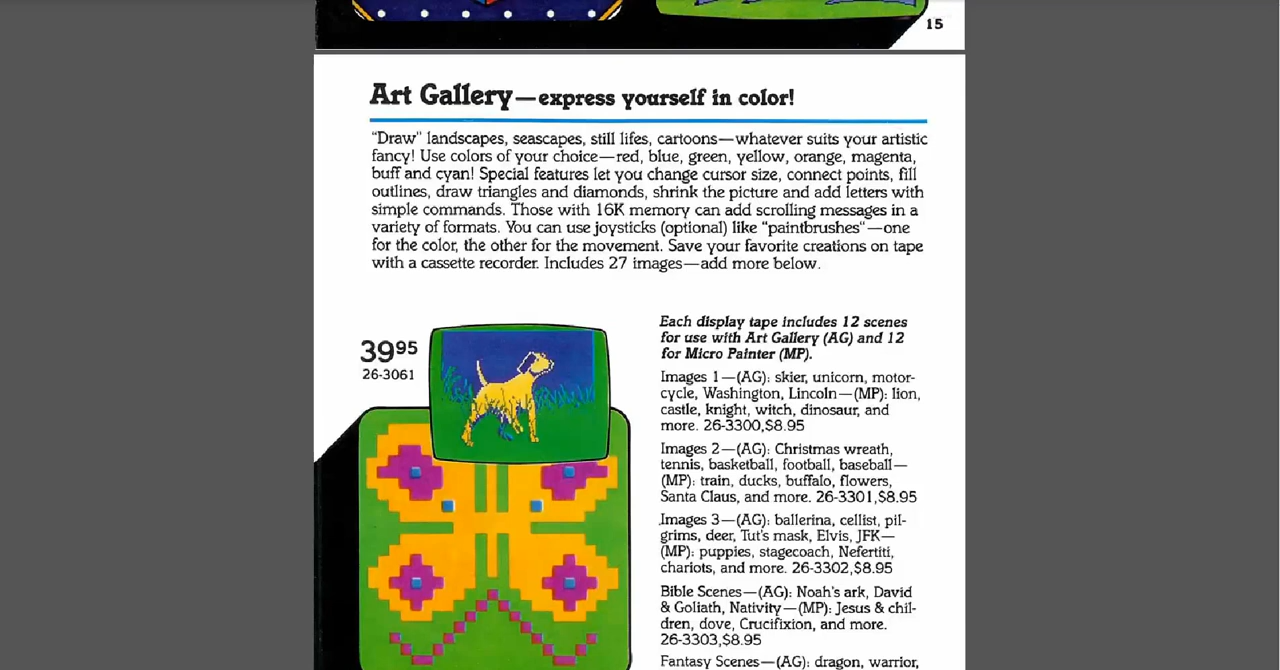 15
Art Gallery—express yourself in color!
“Draw” landscapes, seascapes, still lifes, cartoons—whatever suits your artistic
fancy! Use colors of your choice—red, blue, green, yellow, orange, magenta,
buff and cyan! Special features let you change cursor size, connect points, fill
outlines, draw triangles and diamonds, shrink the picture and add letters with
simple commands. Those with 16K memory can add scrolling messages in a
variety of formats. You can use joysticks (optional) like “paintbrushes”—one
for the color, the other for the movement. Save your favorite creations on tape
with a cassette recorder. Includes 27 images—add more below.
3995
26-3061
Each display tape includes 12 scenes
for use with Art Gallery (AG) and 12
for Micro Painter (MP).
Images 1—(AG): skier, unicorn, motor-
cycle, Washington, Lincoln—(MP): lion,
castle, knight, witch, dinosaur, and
more. 26-3300,$8.95
Images 2—(AG): Christmas wreath,
tennis, basketball, football, baseball—
(MP): train, ducks, buffalo, flowers,
Santa Claus, and more. 26-3301,$8.95
Images 3—(AG): ballerina, cellist, pil-
grims, deer, Tut's mask, Elvis, JFK—
(MP): puppies, stagecoach, Nefertiti,
chariots, and more. 26-3302,$8.95
Bible Scenes—(AG): Noah's ark, David
& Goliath, Nativity—(MP): Jesus & chil-
dren, dove, Crucifixion, and more.
26-3303,$8.95
Fantasy Scenes—(AG): dragon, warrior,